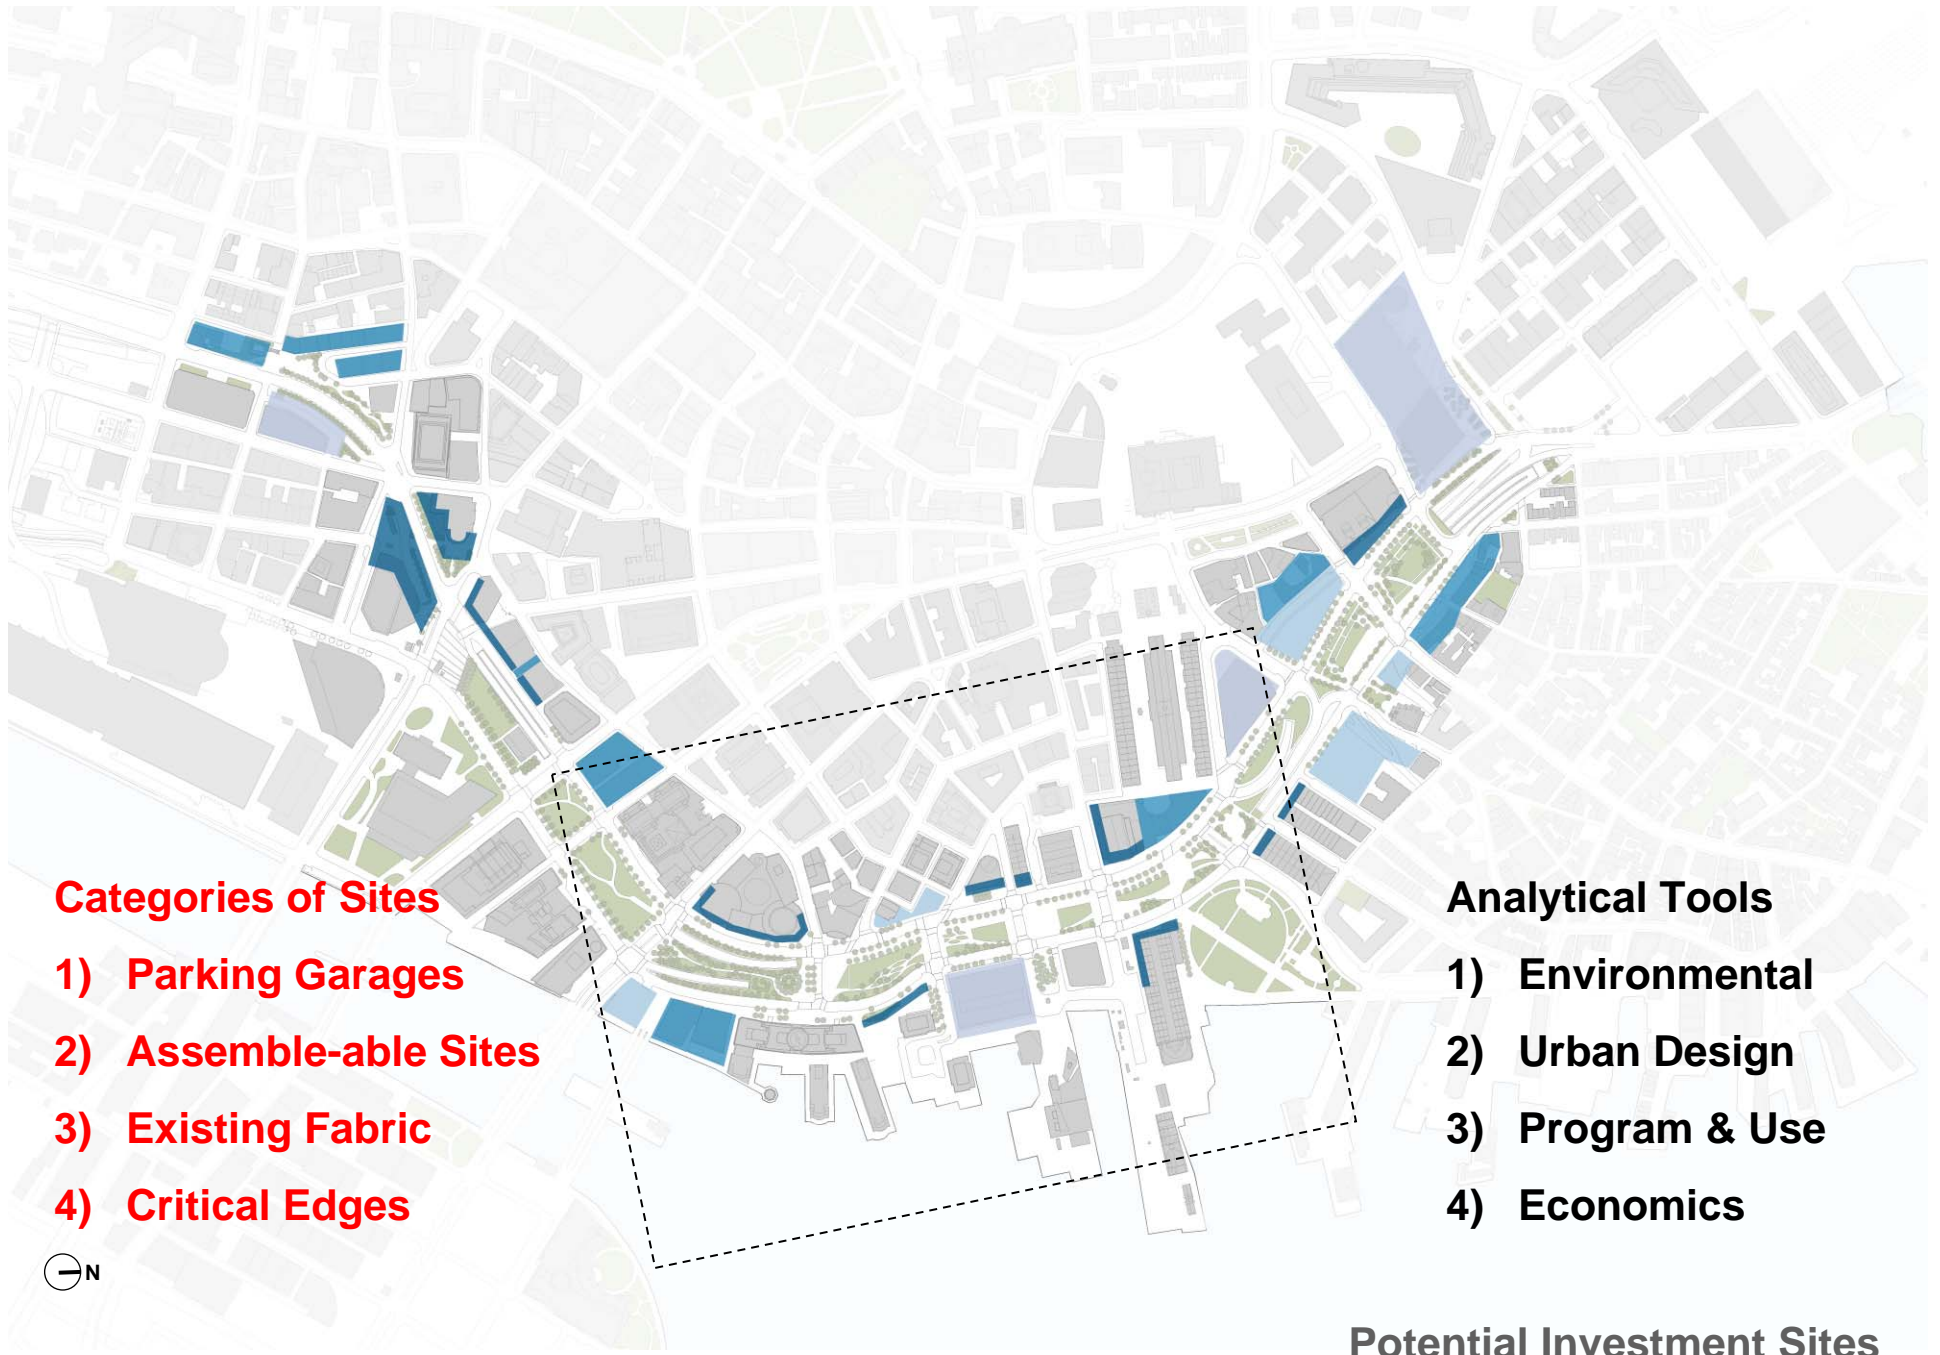 Categories of Sites
1) Parking Garages
2) Assemble-able Sites
3) Existing Fabric
4) Critical Edges
N
Analytical Tools
1) Environmental
2) Urban Design
3) Program & Use
4) Economics
Potential Investment Sites